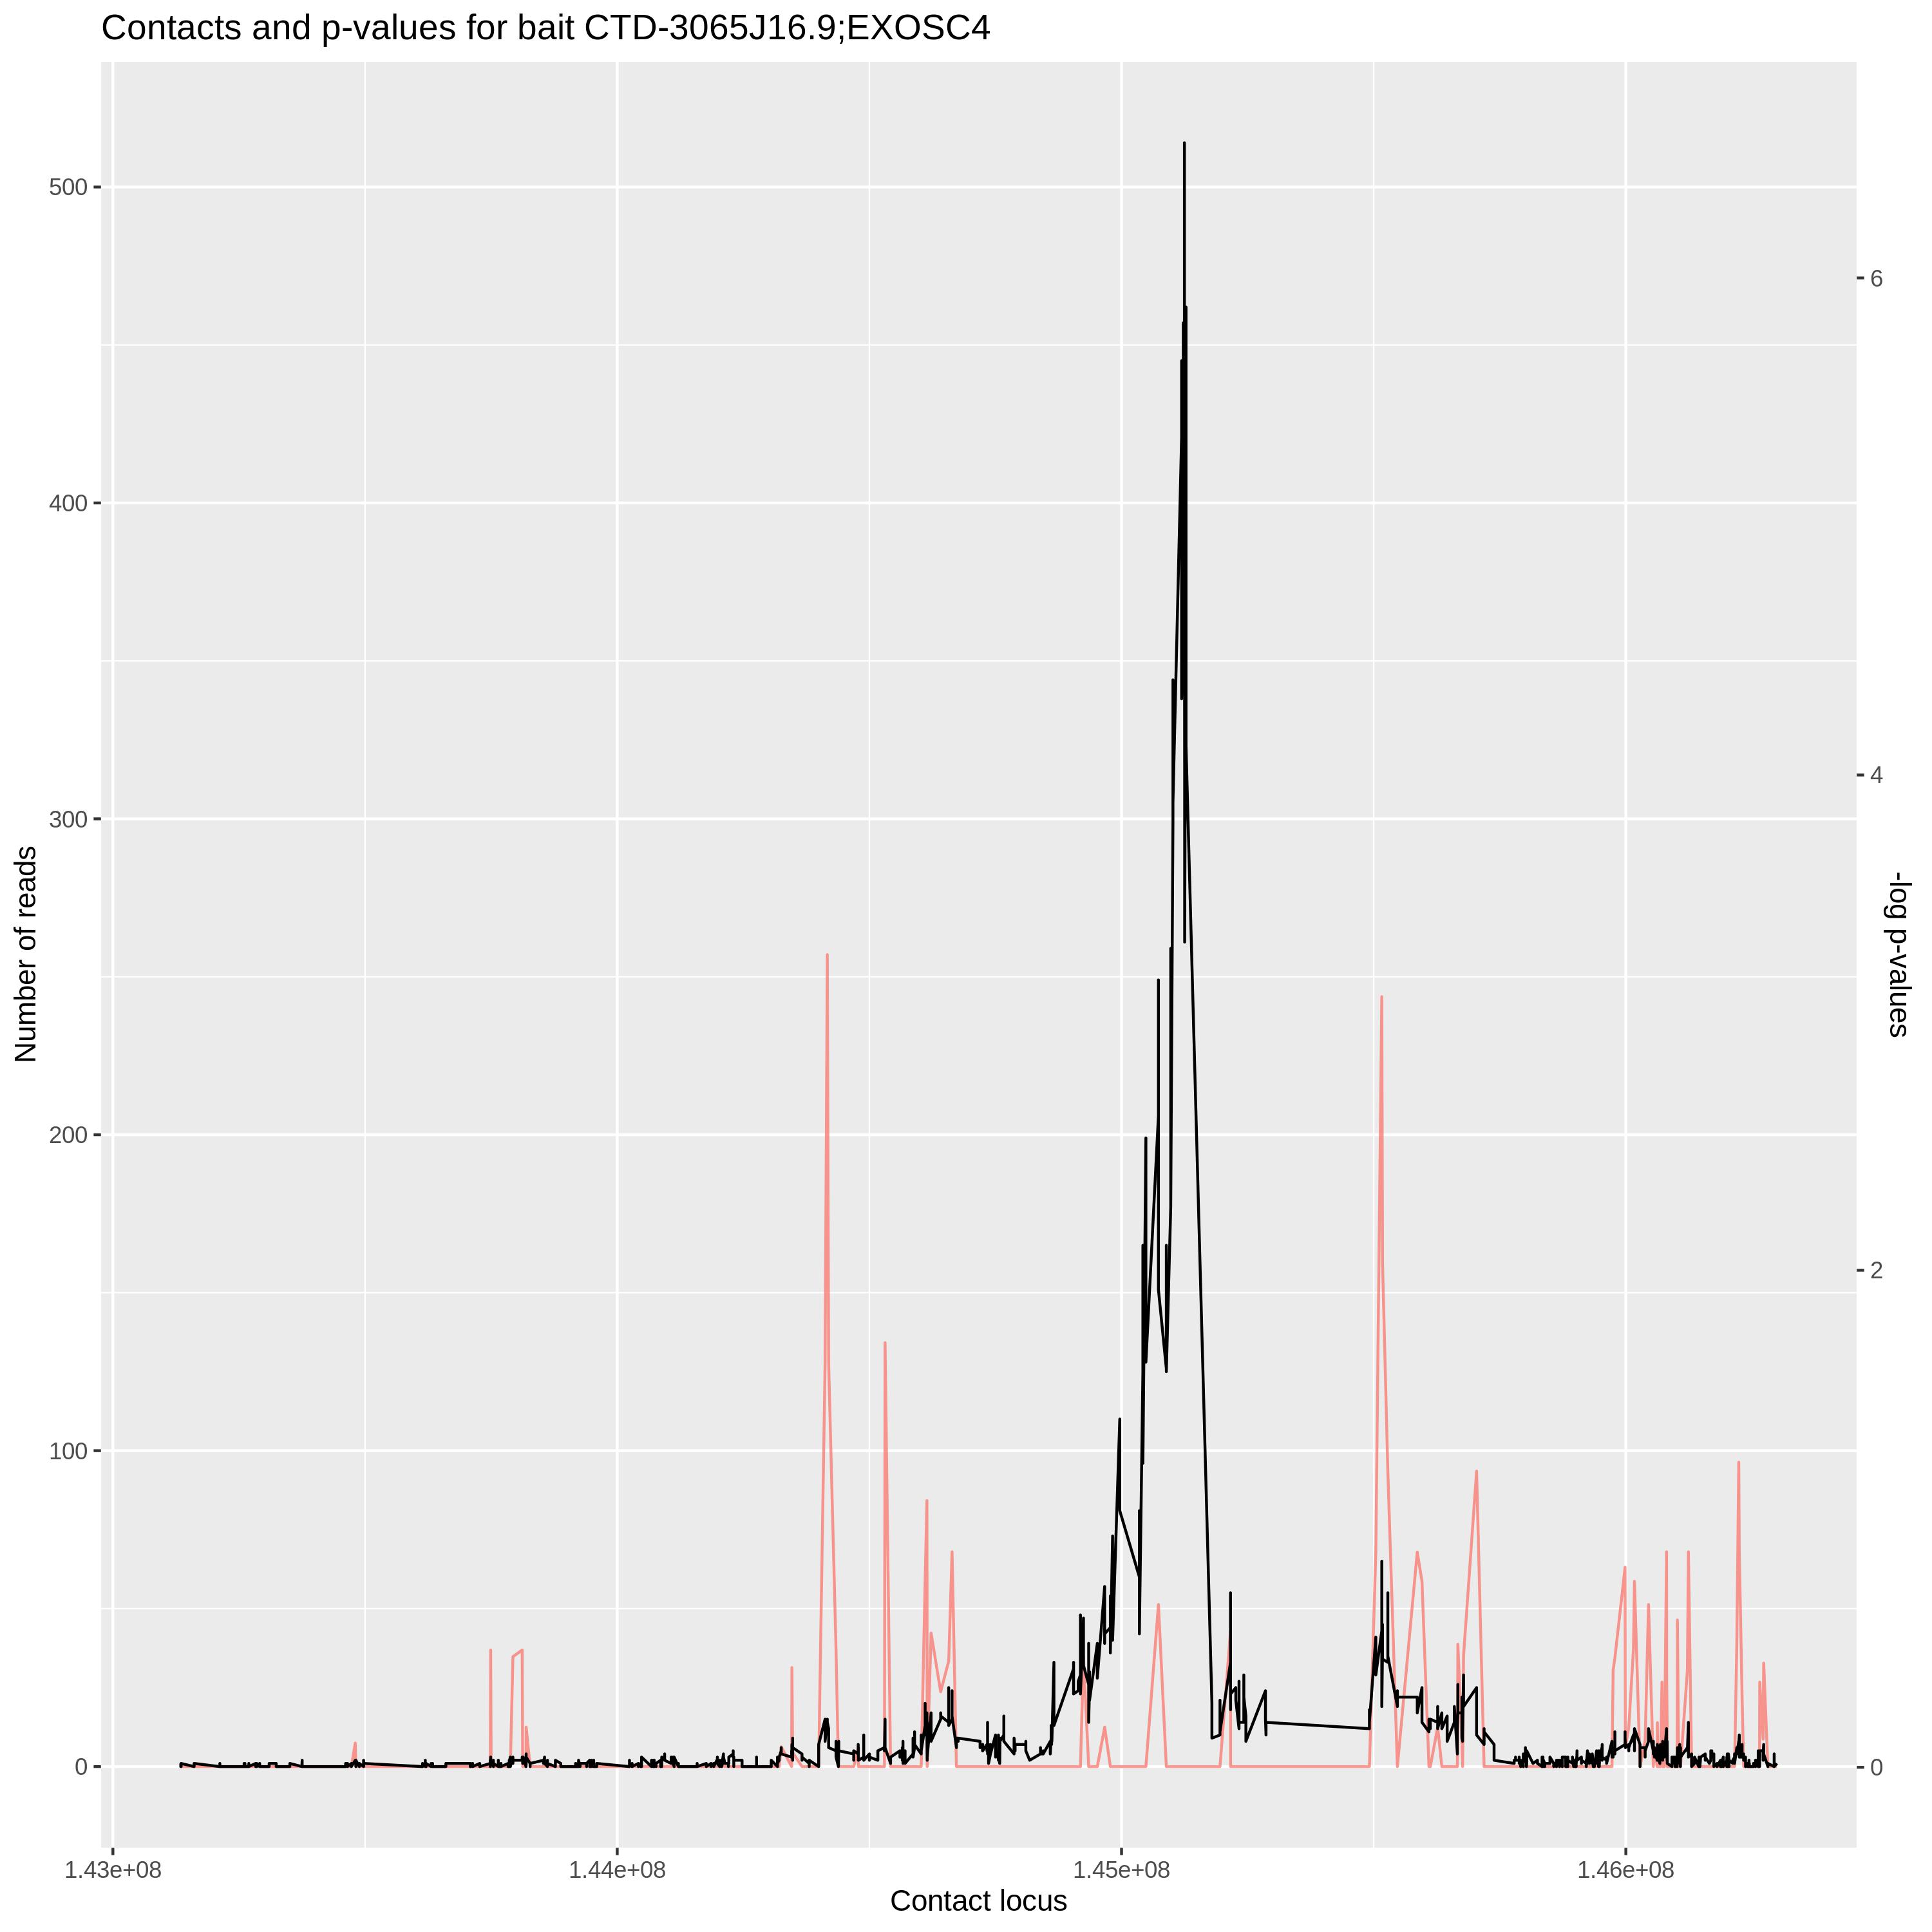 Contacts and p-values for bait CTD-3065J16.9;EXOSC4
500
400
300
200
100
0
Number of reads
6
4
2
0
-log p-values
1.43e+08
1.44e+08
1.45e+08
1.46e+08
Contact locus